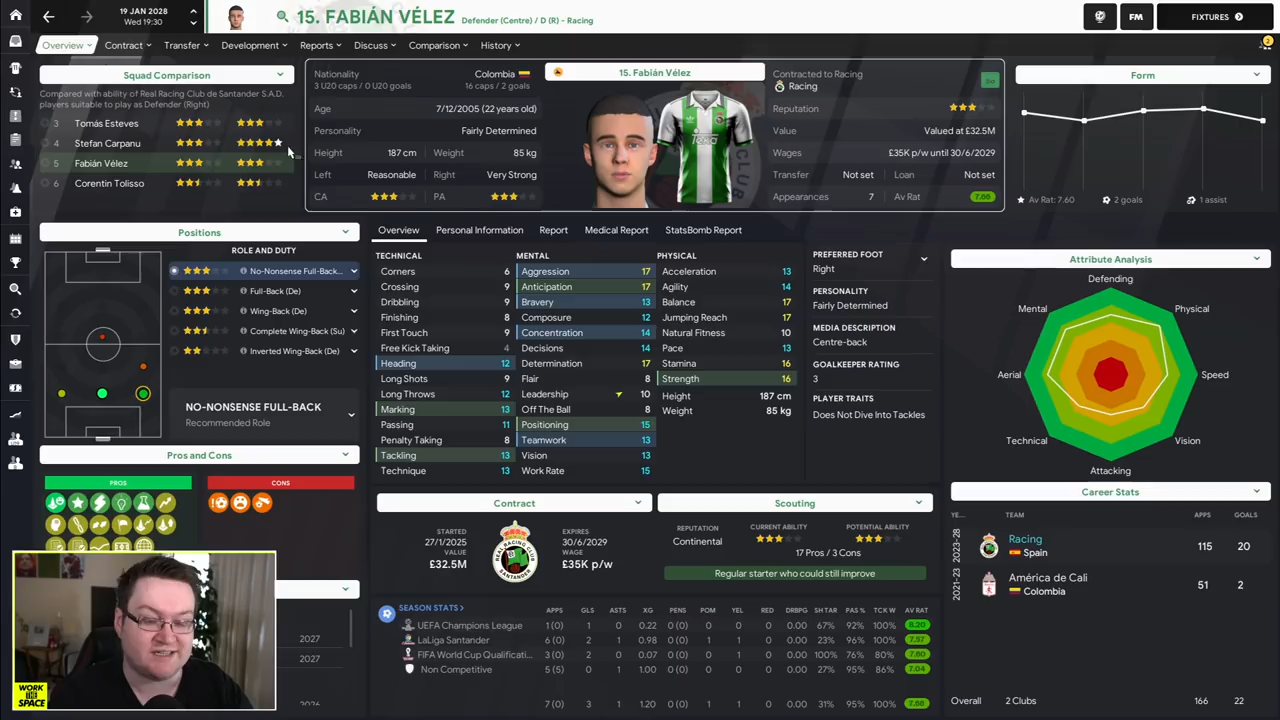 19 JAN 2028
Wed 19:30
15. FABIÁN VÉLEZ
Defender (Centre) / D (R) - Racing
FM
FIXTURES
2
Overview
Contract
Transfer
Development
Reports
Discuss
Comparison
History
Squad Comparison
Compared with ability of Real Racing Club de Santander S.A.D.
players suitable to play as Defender (Right)
3 Tomás Esteves
4 Stefan Carpanu
5 Fabián Vélez
6 Corentin Tolisso
Nationality Colombia
3 U20 caps / 0 U20 goals 16 caps / 2 goals
Age 7/12/2005 (22 years old)
Personality Fairly Determined
Height 187 cm Weight 85 kg
Left Reasonable Right Very Strong
CA PA
15. Fabián Vélez
Teka
Contracted to Racing
Racing
Reputation
Value Valued at £32.5M
Wages £35K p/w until 30/6/2029
Transfer Not set Loan Not set
Appearances 7 Av Rat
Form
Av Rat: 7.60 2 goals 1 assist
Positions
ROLE AND DUTY
No-Nonsense Full-Back...
Full-Back (De)
Wing-Back (De)
Complete Wing-Back (Su)
Inverted Wing-Back (De)
NO-NONSENSE FULL-BACK
Recommended Role
Pros and Cons
PROS CONS
2027
2027
WORK
THE
SPACE
Overview Personal Information Report Medical Report StatsBomb Report
TECHNICAL
Corners 6
Crossing 9
Dribbling 9
Finishing 8
First Touch 9
Free Kick Taking 4
Heading 12
Long Shots 9
Long Throws 12
Marking 13
Passing 11
Penalty Taking 8
Tackling 13
Technique 13
MENTAL
Aggression 17
Anticipation 17
Bravery 13
Composure 12
Concentration 14
Decisions 14
Determination 17
Flair 8
Leadership 10
Off The Ball 8
Positioning 15
Teamwork 13
Vision 13
Work Rate 15
PHYSICAL
Acceleration 13
Agility 14
Balance 17
Jumping Reach 17
Natural Fitness 10
Pace 13
Stamina 16
Strength 16
Height 187 cm
Weight 85 kg
PREFERRED FOOT
Right
PERSONALITY
Fairly Determined
MEDIA DESCRIPTION
Centre-back
GOALKEEPER RATING
3
PLAYER TRAITS
Does Not Dive Into Tackles
Attribute Analysis
Defending
Physical
Speed
Vision
Attacking
Technical
Aerial
Mental
Contract
STARTED
27/1/2025
VALUE
£32.5M
EXPIRES
30/6/2029
WAGE
£35K p/w
Scouting
REPUTATION
Continental
CURRENT ABILITY
POTENTIAL ABILITY
17 Pros / 3 Cons
Regular starter who could still improve
SEASON STATS APPS GLS ASTS XG PENS POM YEL RED DRBPG SH TAR PAS % TCK W AV RAT
UEFA Champions League 1 (0) 1 0 0.22 0 (0) 0 0 0 0.00 67% 92% 100% 8.20
LaLiga Santander 6 (0) 2 1 0.98 0 (0) 1 1 0 0.00 23% 96% 100% 7.57
FIFA World Cup Qualificati... 3 (0) 2 0 0.07 0 (0) 0 1 0 0.00 100% 76% 80% 7.60
Non Competitive 5 (5) 0 1 1.00 0 (0) 0 0 0 0.00 27% 95% 86% 7.04
7 (0) 3 1 1.20 0 (0) 1 1 0 0.00 31% 95% 100%
Career Stats
YE... TEAM APPS GOALS
2023-28 Racing 115 20
Spain
2021-23 América de Cali 51 2
Colombia
Overall 2 Clubs 166 22